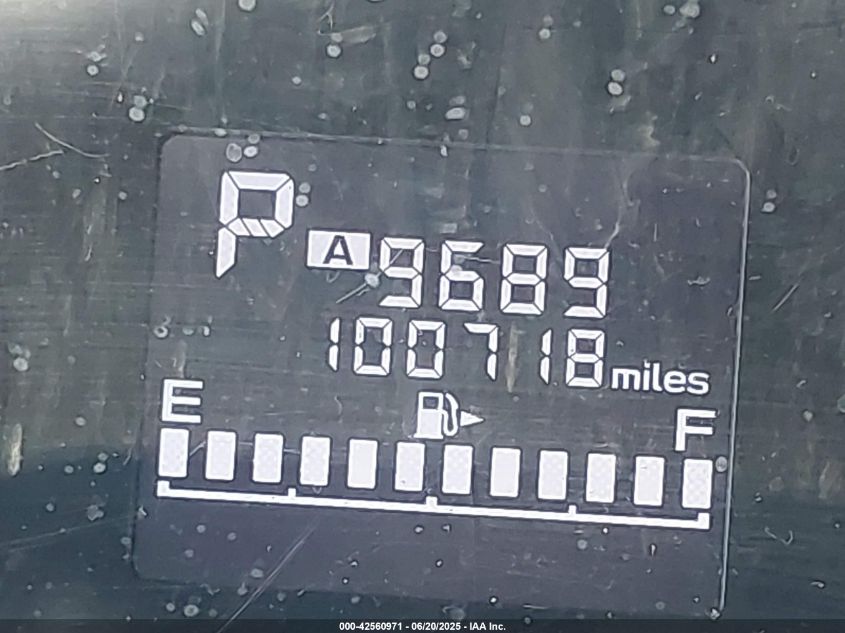 P
A 9689
100718 miles
E F
000-42560971 - 06/20/2025 - IAA Inc.